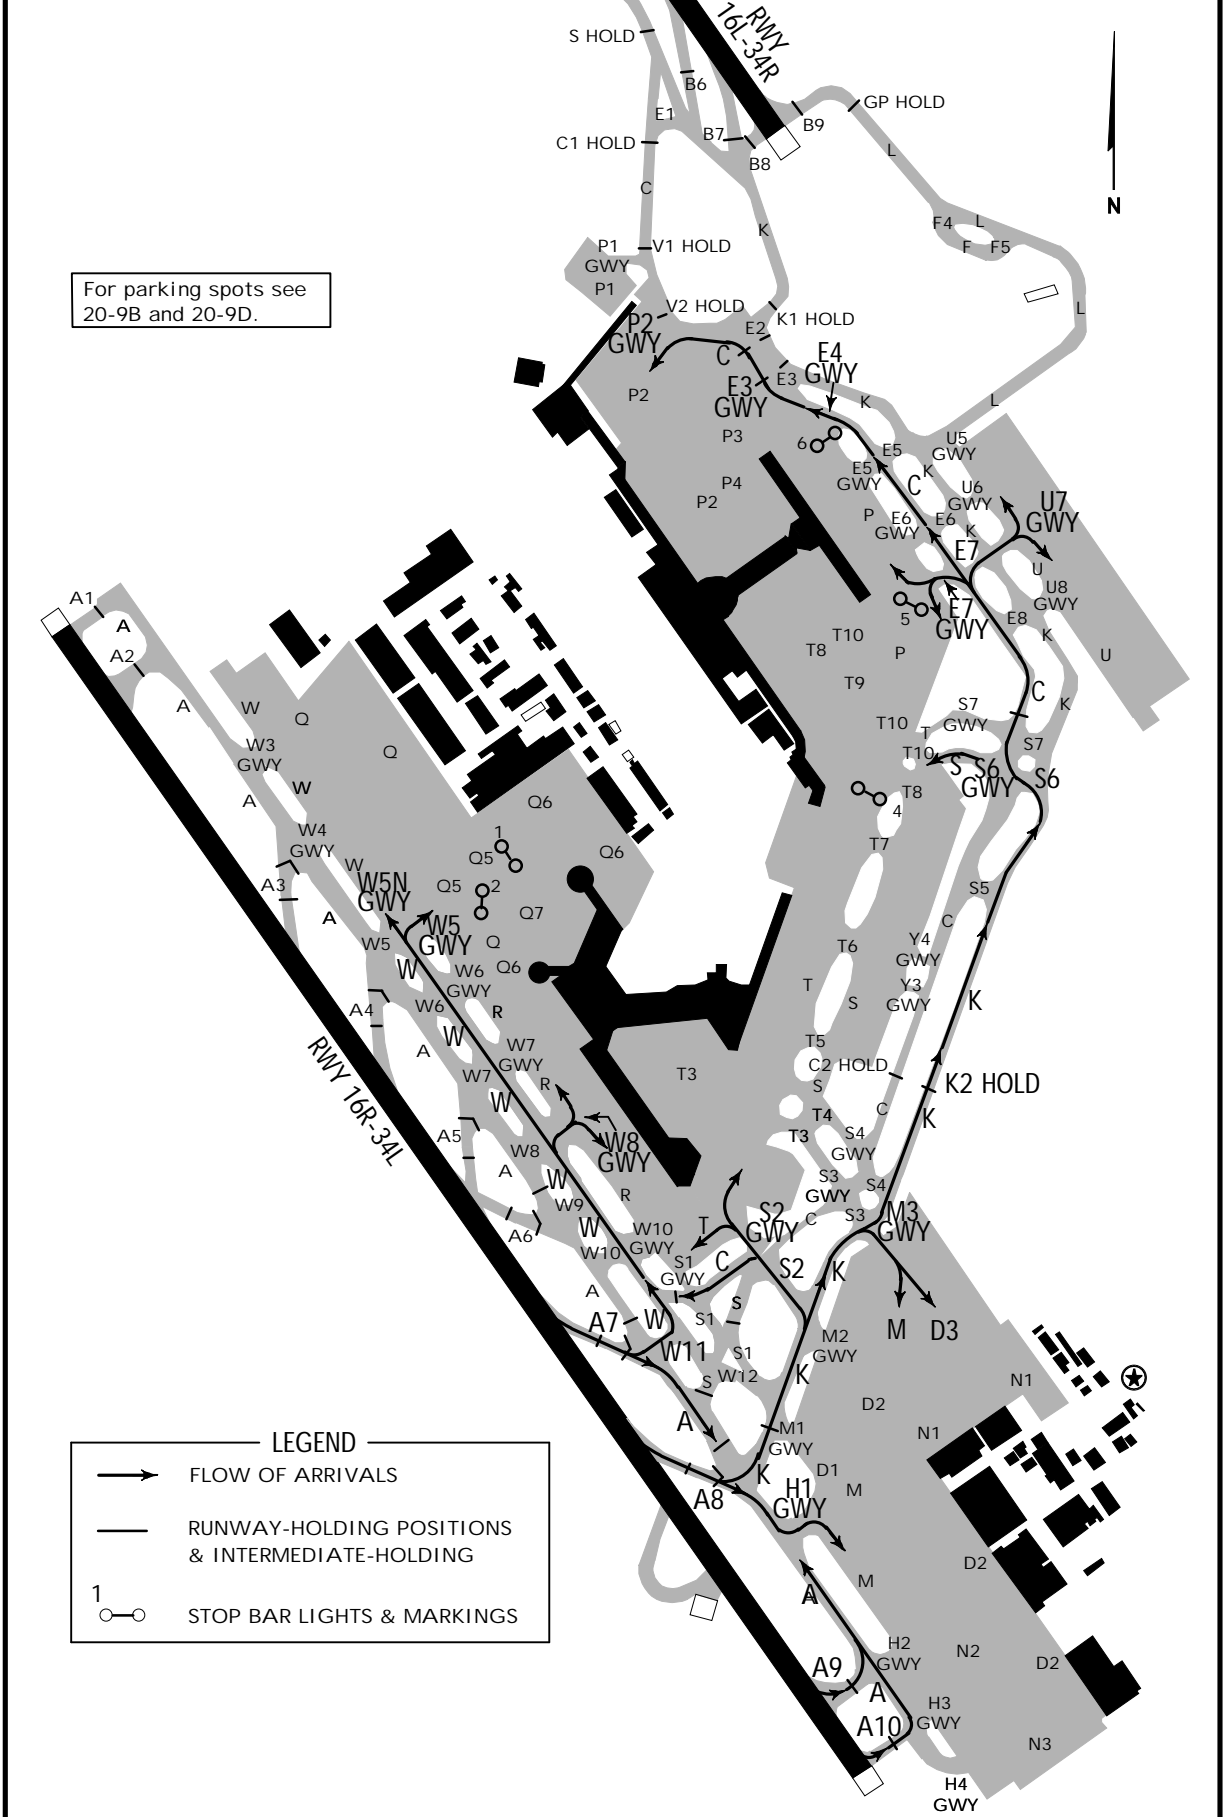 RWY
16L-34R
S HOLD
B6
GP HOLD
E1
B9
B7
C1 HOLD
B8
L
C
N
F4
L
K
P1
GWY
V1 HOLD
F
F5
P1
For parking spots see
20-9B and 20-9D.
V2 HOLD
L
P2
GWY
K1 HOLD
E2
C
E4
GWY
E3
E3
GWY
P2
K
L
P3
6
U5
GWY
E5
E5
GWY
K
P4
C
U6
GWY
P2
U7
GWY
P
E6
GWY
E6
K
E7
U
U8
GWY
A1
E7
GWY
5
E8
A
T10
K
T8
P
A2
U
T9
C
A
W
S7
GWY
K
Q
T10
T
W3
GWY
Q
T10
S7
S
S6
GWY
S6
W
A
Q6
T8
4
W4
GWY
1
T7
Q5
Q6
W
A3
W5N
GWY
Q5
2
S5
A
Q7
C
W5
GWY
W5
Q
T6
Y4
GWY
W
W6
GWY
Q6
T
Y3
GWY
W6
R
S
K
A4
W
W7
GWY
T5
A
C2 HOLD
RWY 16R-34L
W7
R
T3
S
K2 HOLD
W
C
K
T4
A5
W8
W8
GWY
T3
S4
GWY
A
W
S3
GWY
S4
W9
R
S2
GWY
C
S3
M3
GWY
A6
W
T
W10
W10
GWY
S1
GWY
C
S2
K
A
S
A7
W
S1
M
D3
W11
S1
M2
GWY
S
W12
K
N1
D2
A
M1
GWY
N1
LEGEND
FLOW OF ARRIVALS
K
D1
A8
H1
GWY
M
RUNWAY-HOLDING POSITIONS
& INTERMEDIATE-HOLDING
D2
M
A
1
STOP BAR LIGHTS & MARKINGS
H2
GWY
N2
D2
A9
A
H3
GWY
A10
N3
H4
GWY